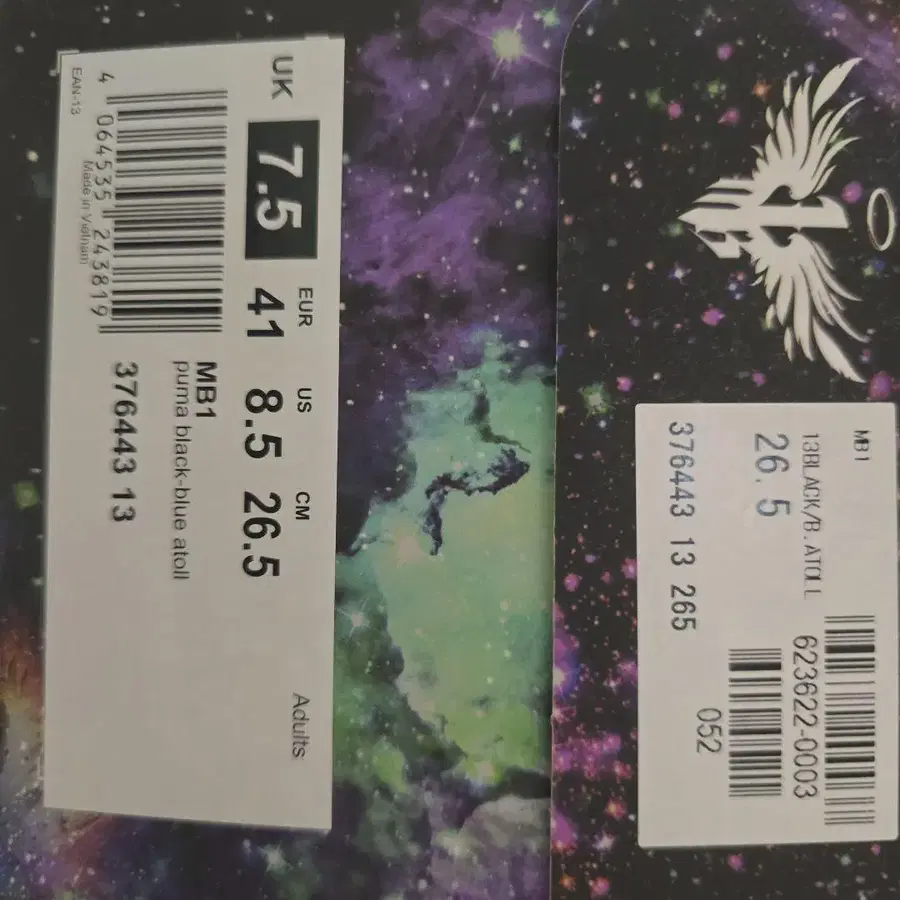 UK EUR US CM
7.5 41 8.5 26.5
MB1
puma black-blue atoll
376443 13
Adults
4 064535 243819
Made in Vietnam
EAN-13
MB1
13BLACK/B.ATOLL
26.5
376443 13 265
623622-0003
052